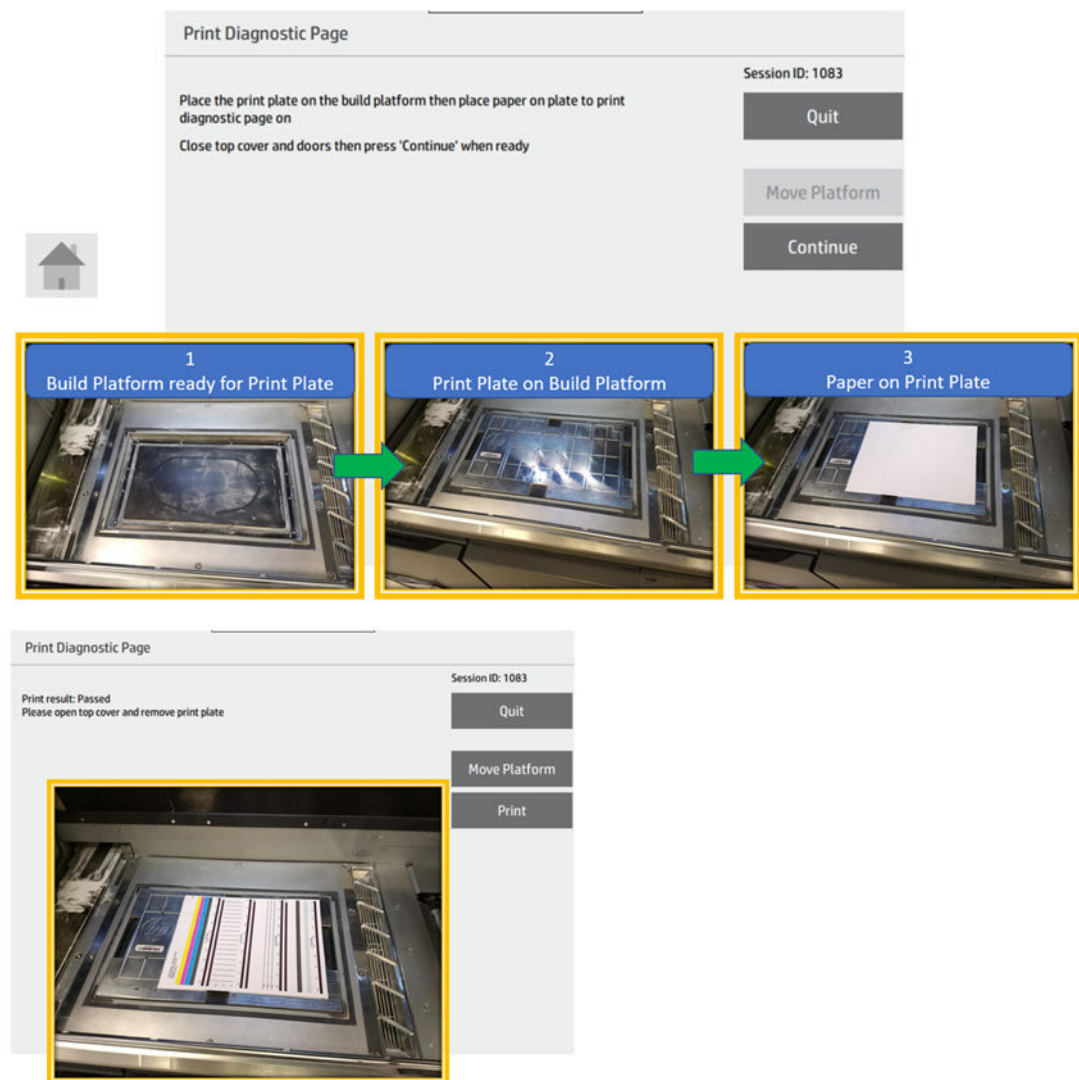 Print Diagnostic Page
Session ID: 1083
Place the print plate on the build platform then place paper on plate to print
diagnostic page on
Close top cover and doors then press 'Continue' when ready
Quit
Move Platform
Continue
1
Build Platform ready for Print Plate
2
Print Plate on Build Platform
3
Paper on Print Plate
Print Diagnostic Page
Session ID: 1083
Print result: Passed
Please open top cover and remove print plate
Quit
Move Platform
Print